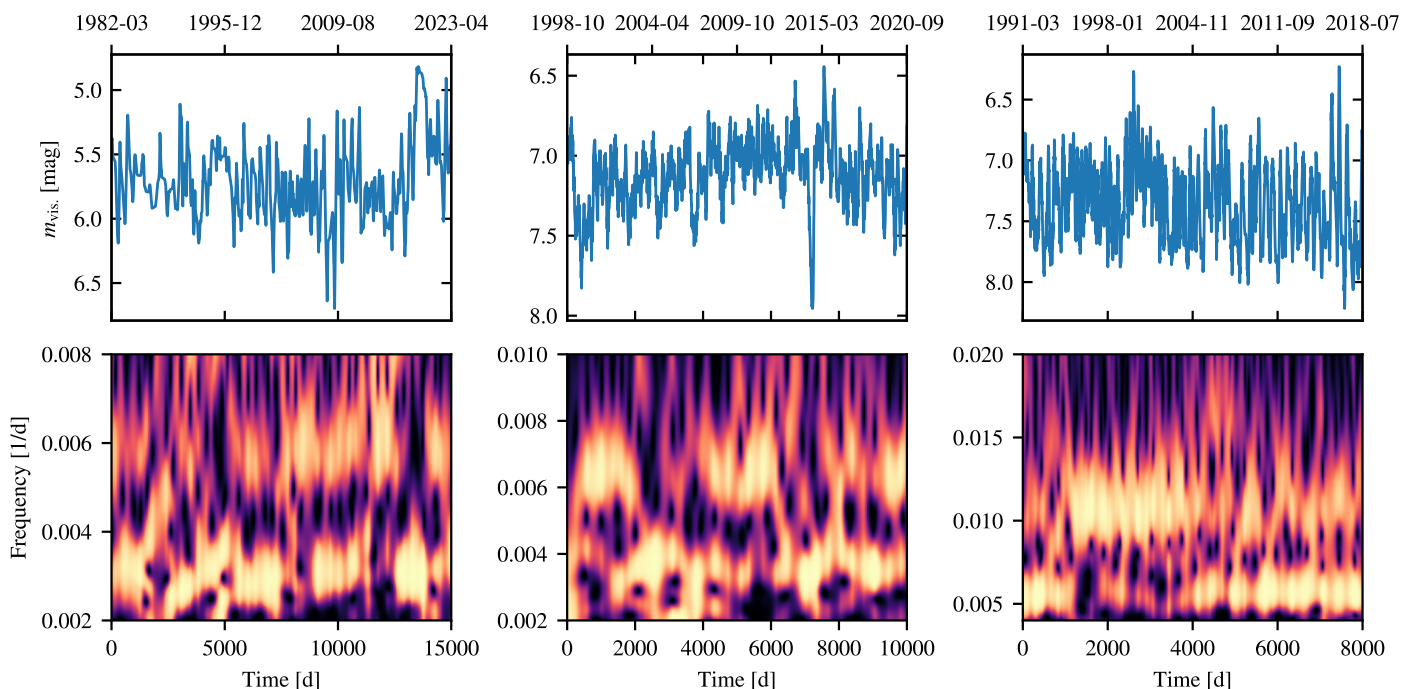 1982-03 1995-12 2009-08 2023-04 1998-10 2004-04 2009-10 2015-03 2020-09 1991-03 1998-01 2004-11 2011-09 2018-07
5.0 5.5 6.0 6.5
m_vis. [mag]
6.5 7.0 7.5 8.0
6.5 7.0 7.5 8.0
0.008 0.006 0.004 0.002
Frequency [1/d]
0.010 0.008 0.006 0.004 0.002
0.020 0.015 0.010 0.005
0 5000 10000 15000 0 2000 4000 6000 8000 10000 0 2000 4000 6000 8000
Time [d] Time [d] Time [d]